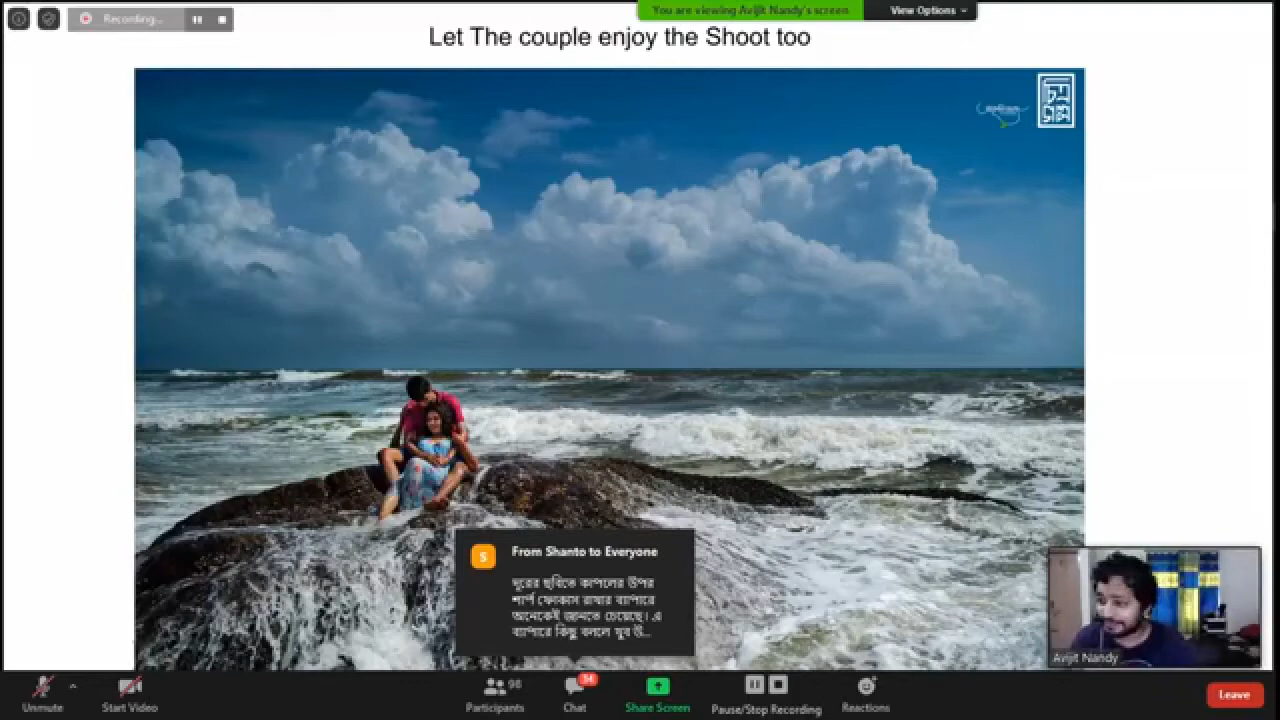 Recording...
You are viewing Avijit Nandy's screen
View Options
Let The couple enjoy the Shoot too
S
From Shanto to Everyone
দূরের ছবিতে কাপলের উপর
শার্প ফোকাস রাখার ব্যাপারে
অনেকেই জানতে চেয়েছে। এ
ব্যাপারে কিছু বললে খুব উ...
Avijit Nandy
Unmute
Start Video
98
Participants
34
Chat
Share Screen
Pause/Stop Recording
Reactions
Leave